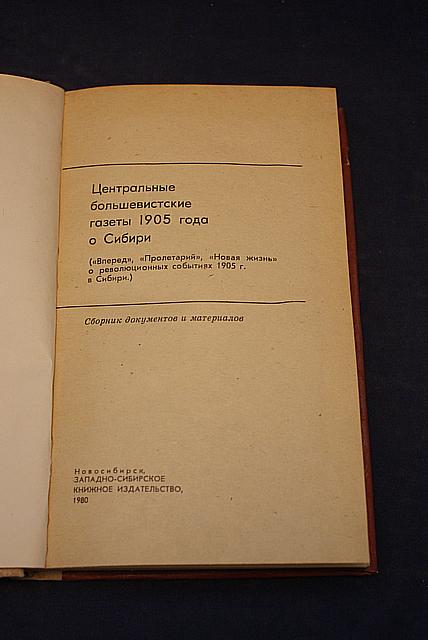 Центральные
большевистские
газеты 1905 года
о Сибири
(«Вперед», «Пролетарий», «Новая жизнь»
о революционных событиях 1905 г.
в Сибири.)
Сборник документов и материалов
Новосибирск,
ЗАПАДНО-СИБИРСКОЕ
КНИЖНОЕ ИЗДАТЕЛЬСТВО,
1980